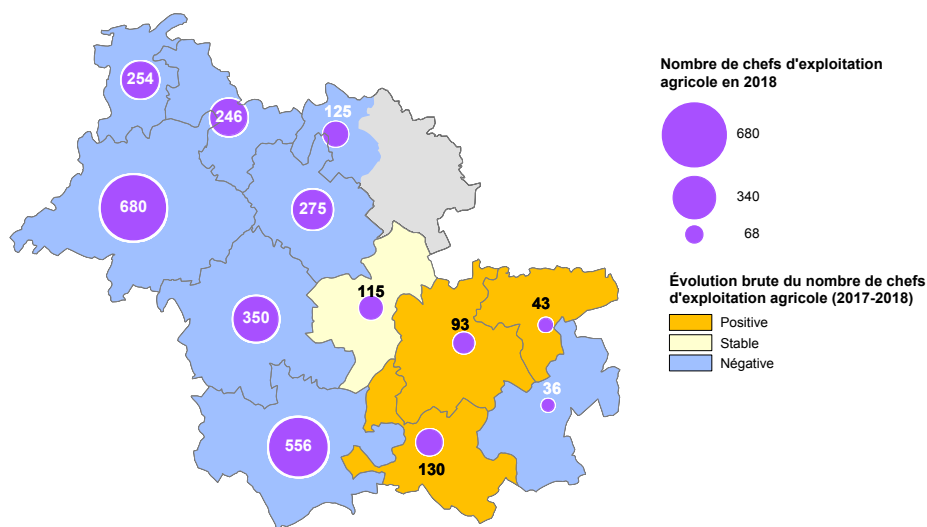 254
246
125
680
275
115
350
93
43
36
556
130
Nombre de chefs d'exploitation
agricole en 2018
680
340
68
Évolution brute du nombre de chefs
d'exploitation agricole (2017-2018)
Positive
Stable
Négative